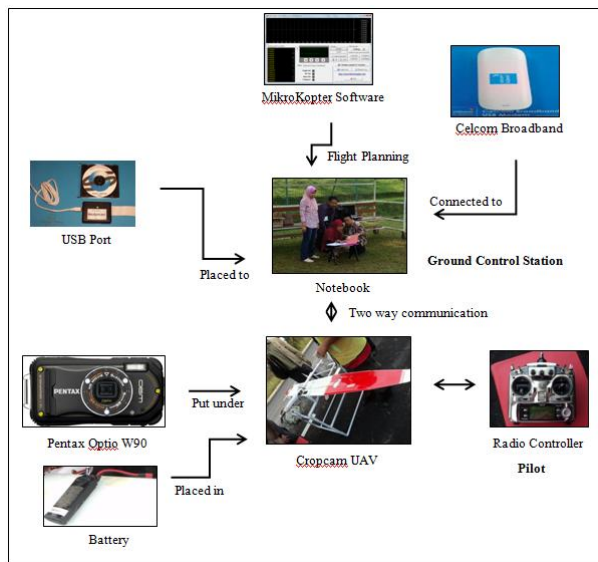 MikroKopter Software
Celcom Broadband
Flight Planning
Connected to
USB Port
Placed to
Ground Control Station
Notebook
Two way communication
PENTAX
Put under
Pentax Optio W90
Cropcam UAV
Radio Controller
Pilot
Placed in
Battery